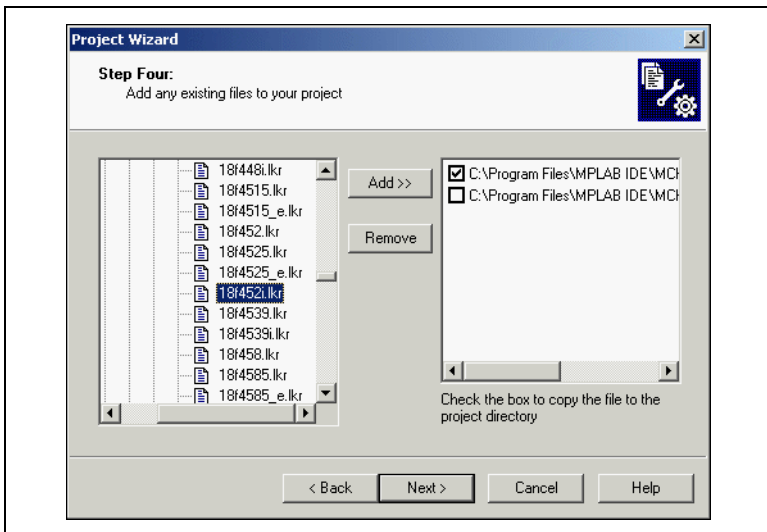 Project Wizard
Step Four:
Add any existing files to your project
18f448i.lkr
18f4515.lkr
18f4515_e.lkr
18f452.lkr
18f4525.lkr
18f4525_e.lkr
18f452i.lkr
18f4539.lkr
18f4539i.lkr
18f458.lkr
18f4585.lkr
18f4585_e.lkr
Add >>
Remove
C:\Program Files\MPLAB IDE\MCH
C:\Program Files\MPLAB IDE\MCH
Check the box to copy the file to the
project directory
< Back
Next >
Cancel
Help